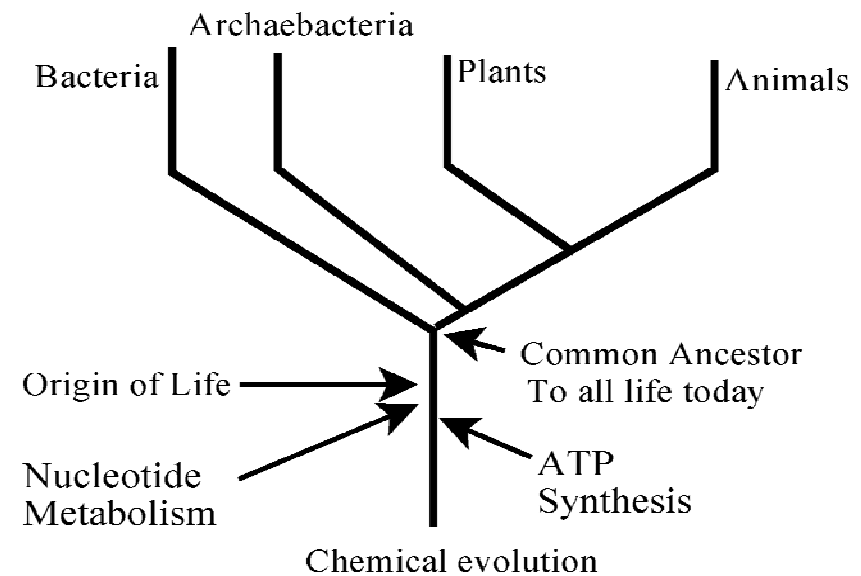 Archaebacteria
Bacteria
Plants
Animals
Common Ancestor
To all life today
Origin of Life
Nucleotide
Metabolism
ATP
Synthesis
Chemical evolution